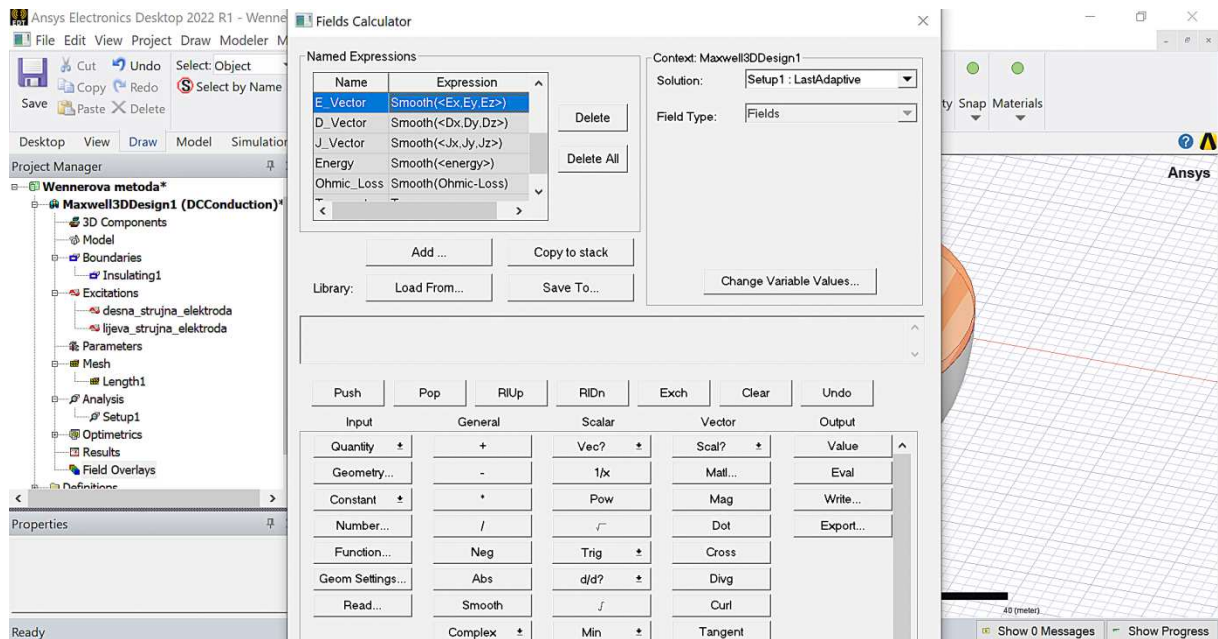 Ansys Electronics Desktop 2022 R1 - Wenne
File Edit View Project Draw Modeler M
Save
Cut
Copy
Paste
Undo
Redo
Delete
Select: Object
Select by Name
Desktop View Draw Model Simulation
Project Manager
Wennerova metoda*
Maxwell3DDesign1 (DCConduction)*
3D Components
Model
Boundaries
Insulating1
Excitations
desna_strujna_elektroda
lijeva_strujna_elektroda
Parameters
Mesh
Length1
Analysis
Setup1
Optimetrics
Results
Field Overlays
Definitions
Properties
Ready
Fields Calculator
Named Expressions
Name Expression
E_Vector Smooth(<Ex,Ey,Ez>)
D_Vector Smooth(<Dx,Dy,Dz>)
J_Vector Smooth(<Jx,Jy,Jz>)
Energy Smooth(<energy>)
Ohmic_Loss Smooth(Ohmic-Loss)
Delete
Delete All
Context: Maxwell3DDesign1
Solution: Setup1 : LastAdaptive
Field Type: Fields
Add ... Copy to stack
Library: Load From... Save To...
Change Variable Values...
Push Pop RlUp RlDn Exch Clear Undo
Input General Scalar Vector Output
Quantity + Vec? Scal? Value
Geometry... - 1/x Matl... Eval
Constant * Pow Mag Write...
Number... / √ Dot Export...
Function... Neg Trig Cross
Geom Settings... Abs d/d? Divg
Read... Smooth ∫ Curl
Complex Min Tangent
ty Snap Materials
Ansys
40 (meter)
Show 0 Messages Show Progress